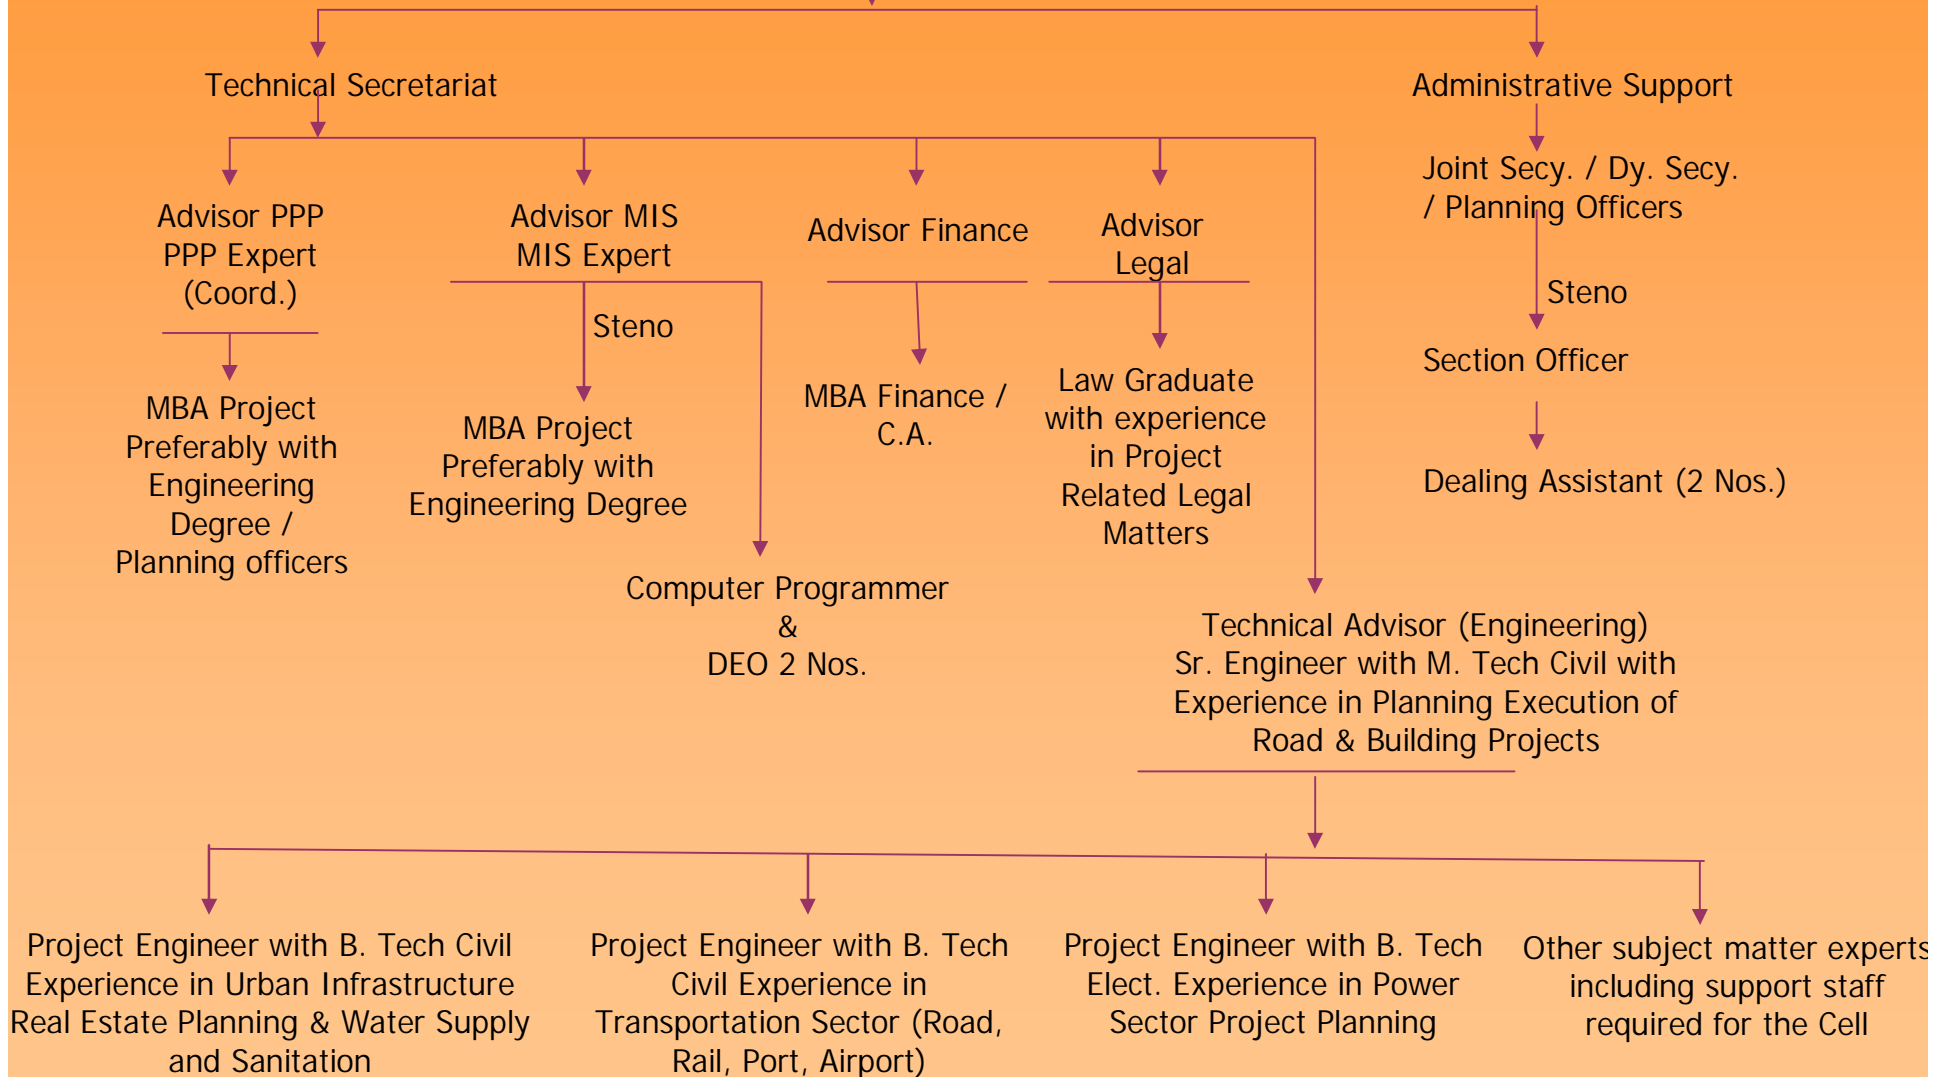 Technical Secretariat
Administrative Support
Joint Secy. / Dy. Secy.
/ Planning Officers
Steno
Section Officer
Dealing Assistant (2 Nos.)
Advisor PPP
PPP Expert
(Coord.)
MBA Project
Preferably with
Engineering
Degree /
Planning officers
Advisor MIS
MIS Expert
Steno
MBA Project
Preferably with
Engineering Degree
Computer Programmer
&
DEO 2 Nos.
Advisor Finance
MBA Finance /
C.A.
Advisor
Legal
Law Graduate
with experience
in Project
Related Legal
Matters
Technical Advisor (Engineering)
Sr. Engineer with M. Tech Civil with
Experience in Planning Execution of
Road & Building Projects
Project Engineer with B. Tech Civil
Experience in Urban Infrastructure
Real Estate Planning & Water Supply
and Sanitation
Project Engineer with B. Tech
Civil Experience in
Transportation Sector (Road,
Rail, Port, Airport)
Project Engineer with B. Tech
Elect. Experience in Power
Sector Project Planning
Other subject matter experts
including support staff
required for the Cell